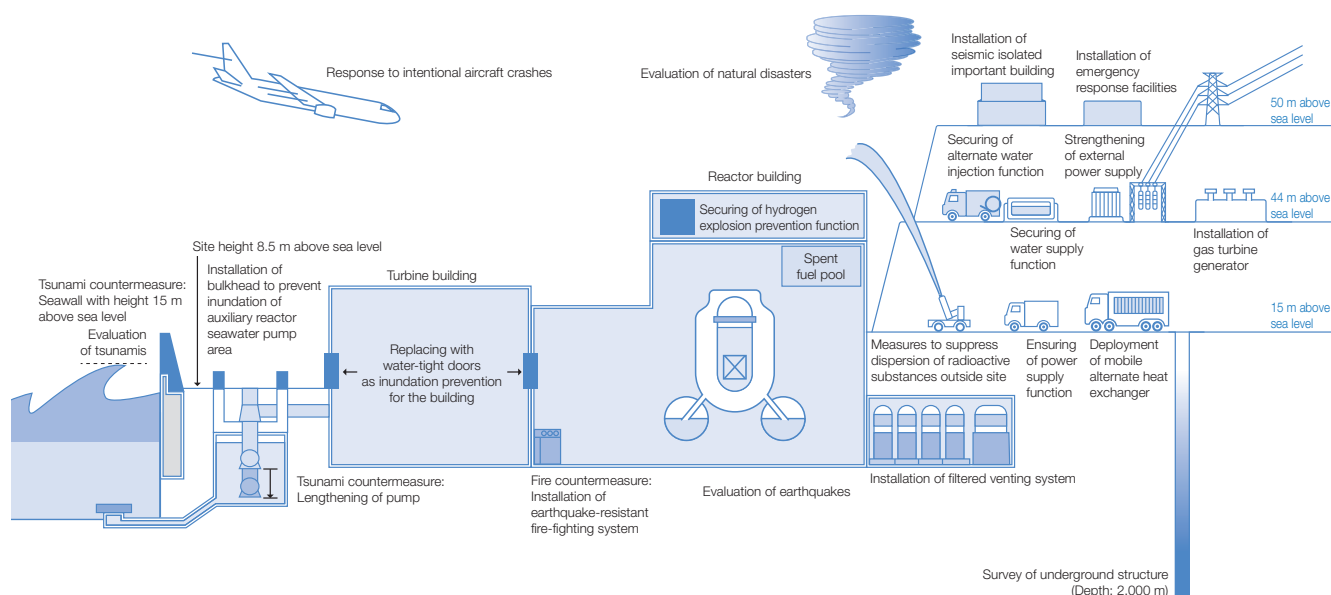 Response to intentional aircraft crashes
Evaluation of natural disasters
Installation of
seismic isolated
important building
Installation of
emergency
response facilities
50 m above
sea level
Securing of
alternate water
injection function
Strengthening
of external
power supply
44 m above
sea level
Securing of
water supply
function
Installation of
gas turbine
generator
Reactor building
Securing of hydrogen
explosion prevention function
Spent
fuel pool
Site height 8.5 m above sea level
Tsunami countermeasure:
Seawall with height 15 m
above sea level
Evaluation
of tsunamis
Installation of
bulkhead to prevent
inundation of
auxiliary reactor
seawater pump
area
Turbine building
Replacing with
water-tight doors
as inundation prevention
for the building
15 m above
sea level
Measures to suppress
dispersion of radioactive
substances outside site
Ensuring
of power
supply
function
Deployment
of mobile
alternate heat
exchanger
Tsunami countermeasure:
Lengthening of pump
Fire countermeasure:
Installation of
earthquake-resistant
fire-fighting system
Evaluation of earthquakes
Installation of filtered venting system
Survey of underground structure
(Depth: 2,000 m)